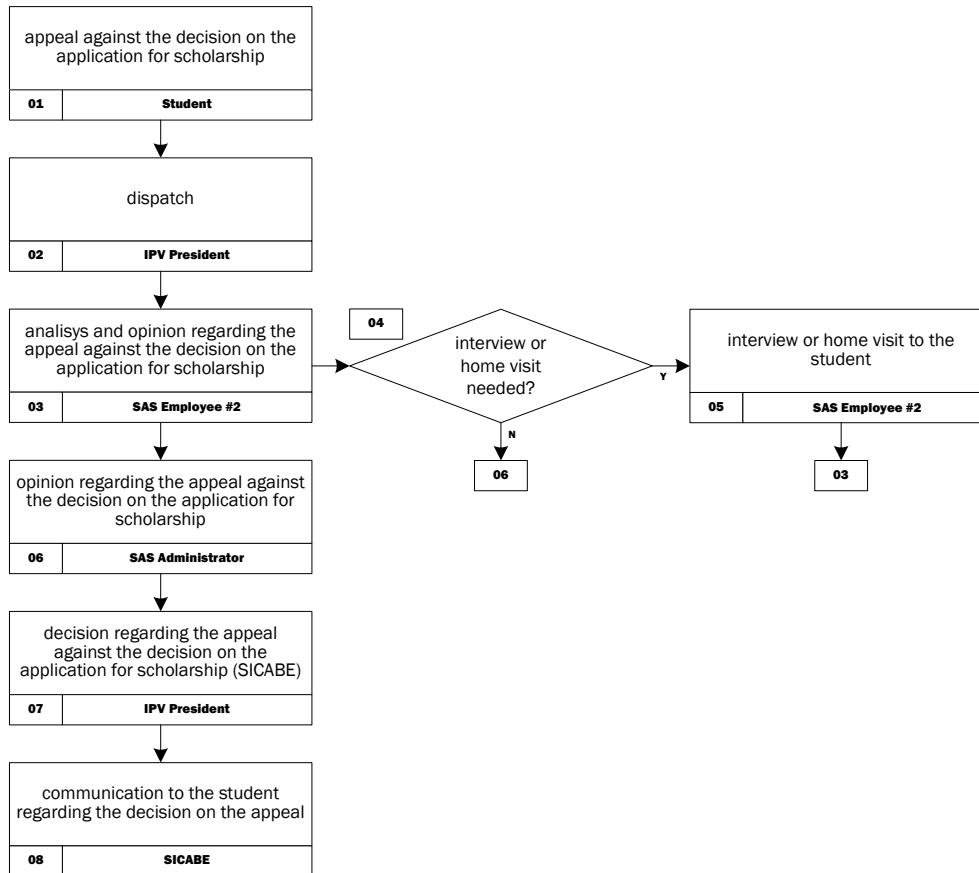 appeal against the decision on the
application for scholarship
01 Student
dispatch
02 IPV President
analisys and opinion regarding the
appeal against the decision on the
application for scholarship
03 SAS Employee #2
04
interview or
home visit
needed?
Y
N
06
interview or home visit to the
student
05 SAS Employee #2
03
opinion regarding the appeal against
the decision on the application for
scholarship
06 SAS Administrator
decision regarding the appeal
against the decision on the
application for scholarship (SICABE)
07 IPV President
communication to the student
regarding the decision on the appeal
08 SICABE